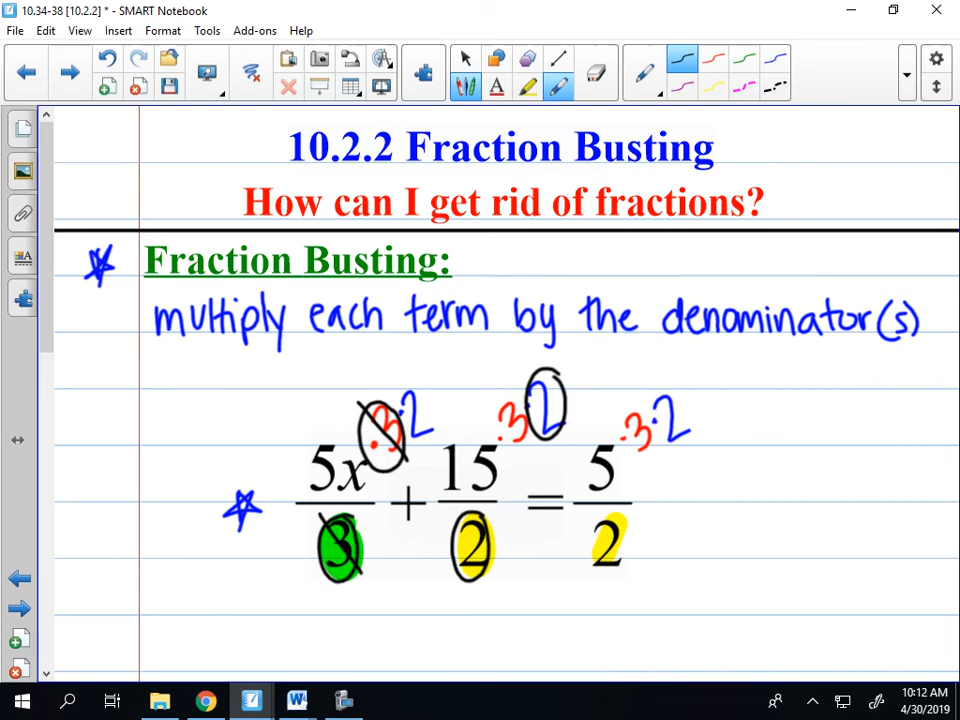 10.34-38 [10.2.2] * - SMART Notebook
File Edit View Insert Format Tools Add-ons Help
10.2.2 Fraction Busting
How can I get rid of fractions?
Fraction Busting:
multiply each term by the denominator(s)
·3·2 ·3·2 ·3·2
5x 15 5
+ =
3 2 2
10:12 AM
4/30/2019